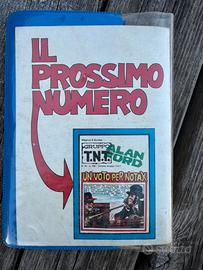 IL
PROSSIMO
NUMERO
GRUPPO
T.N.T.
ALAN
FORD
UN VOTO PER NOTAX